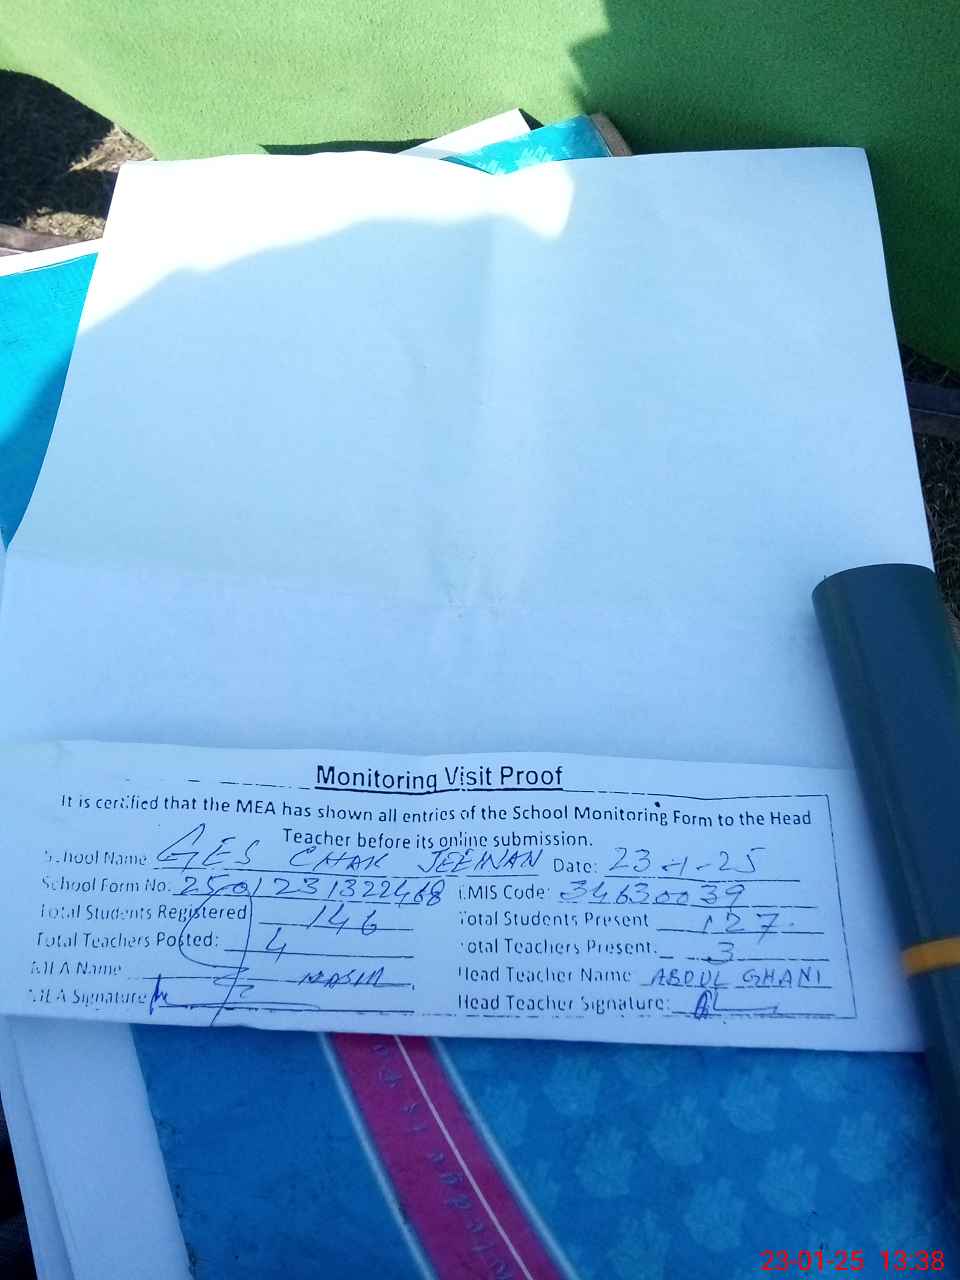 Monitoring Visit Proof
It is certified that the MEA has shown all entries of the School Monitoring Form to the Head
Teacher before its online submission.
School Name GES CHAK JEEWAN Date: 23-1-25
School Form No: 2501231322468 EMIS Code: 34630039
Total Students Registered 146 Total Students Present 127
Total Teachers Posted: 4 Total Teachers Present. 3
MEA Name Head Teacher Name ABDUL GHANI
MEA Signature Head Teacher Signature:
23-01-25 13.38